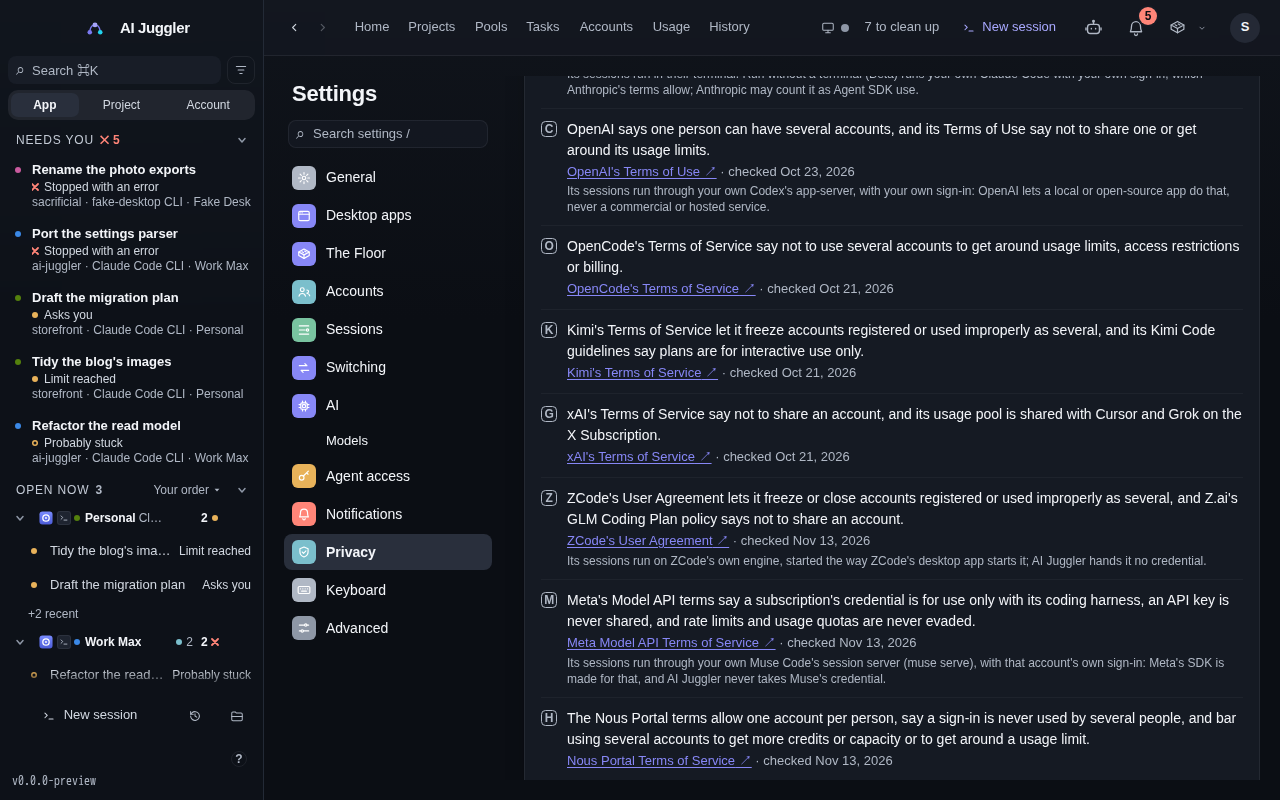 AI Juggler
Search ⌘K
App
Project
Account
NEEDS YOU 5
Rename the photo exports
Stopped with an error
sacrificial · fake-desktop CLI · Fake Desk
Port the settings parser
Stopped with an error
ai-juggler · Claude Code CLI · Work Max
Draft the migration plan
Asks you
storefront · Claude Code CLI · Personal
Tidy the blog's images
Limit reached
storefront · Claude Code CLI · Personal
Refactor the read model
Probably stuck
ai-juggler · Claude Code CLI · Work Max
OPEN NOW 3
Your order
Personal Cl… 2
Tidy the blog's ima… Limit reached
Draft the migration plan Asks you
+2 recent
Work Max 2 2
Refactor the read… Probably stuck
New session
?
v0.0.0-preview
Home
Projects
Pools
Tasks
Accounts
Usage
History
7 to clean up
New session
5
S
Settings
Search settings /
General
Desktop apps
The Floor
Accounts
Sessions
Switching
AI
Models
Agent access
Notifications
Privacy
Keyboard
Advanced
Its sessions run in their terminal. Run without a terminal (Beta) runs your own Claude Code with your own sign-in, which
Anthropic's terms allow; Anthropic may count it as Agent SDK use.
C
OpenAI says one person can have several accounts, and its Terms of Use say not to share one or get
around its usage limits.
OpenAI's Terms of Use ↗ · checked Oct 23, 2026
Its sessions run through your own Codex's app-server, with your own sign-in: OpenAI lets a local or open-source app do that,
never a commercial or hosted service.
O
OpenCode's Terms of Service say not to use several accounts to get around usage limits, access restrictions
or billing.
OpenCode's Terms of Service ↗ · checked Oct 21, 2026
K
Kimi's Terms of Service let it freeze accounts registered or used improperly as several, and its Kimi Code
guidelines say plans are for interactive use only.
Kimi's Terms of Service ↗ · checked Oct 21, 2026
G
xAI's Terms of Service say not to share an account, and its usage pool is shared with Cursor and Grok on the
X Subscription.
xAI's Terms of Service ↗ · checked Oct 21, 2026
Z
ZCode's User Agreement lets it freeze or close accounts registered or used improperly as several, and Z.ai's
GLM Coding Plan policy says not to share an account.
ZCode's User Agreement ↗ · checked Nov 13, 2026
Its sessions run on ZCode's own engine, started the way ZCode's desktop app starts it; AI Juggler hands it no credential.
M
Meta's Model API terms say a subscription's credential is for use only with its coding harness, an API key is
never shared, and rate limits and usage quotas are never evaded.
Meta Model API Terms of Service ↗ · checked Nov 13, 2026
Its sessions run through your own Muse Code's session server (muse serve), with that account's own sign-in: Meta's SDK is
made for that, and AI Juggler never takes Muse's credential.
H
The Nous Portal terms allow one account per person, say a sign-in is never used by several people, and bar
using several accounts to get more credits or capacity or to get around a usage limit.
Nous Portal Terms of Service ↗ · checked Nov 13, 2026